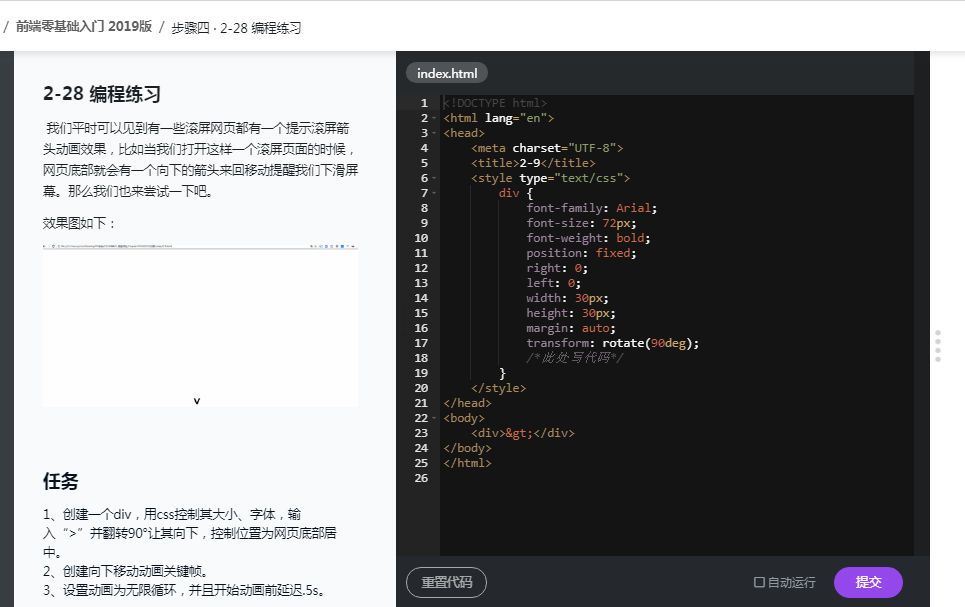 / 前端零基础入门 2019版 / 步骤四 · 2-28 编程练习
2-28 编程练习
我们平时可以见到有一些滚屏网页都有一个提示滚屏箭
头动画效果，比如当我们打开这样一个滚屏页面的时候，
网页底部就会有一个向下的箭头来回移动提醒我们下滑屏
幕。那么我们也来尝试一下吧。
效果图如下：
任务
1、创建一个div，用css控制其大小、字体，输
入“>”并翻转90°让其向下，控制位置为网页底部居
中。
2、创建向下移动动画关键帧。
3、设置动画为无限循环，并且开始动画前延迟.5s。
index.html
1 <!DOCTYPE html>
2 <html lang="en">
3 <head>
4 <meta charset="UTF-8">
5 <title>2-9</title>
6 <style type="text/css">
7 div {
8 font-family: Arial;
9 font-size: 72px;
10 font-weight: bold;
11 position: fixed;
12 right: 0;
13 left: 0;
14 width: 30px;
15 height: 30px;
16 margin: auto;
17 transform: rotate(90deg);
18 /*此处写代码*/
19 }
20 </style>
21 </head>
22 <body>
23 <div>&gt;</div>
24 </body>
25 </html>
26
重置代码
自动运行
提交